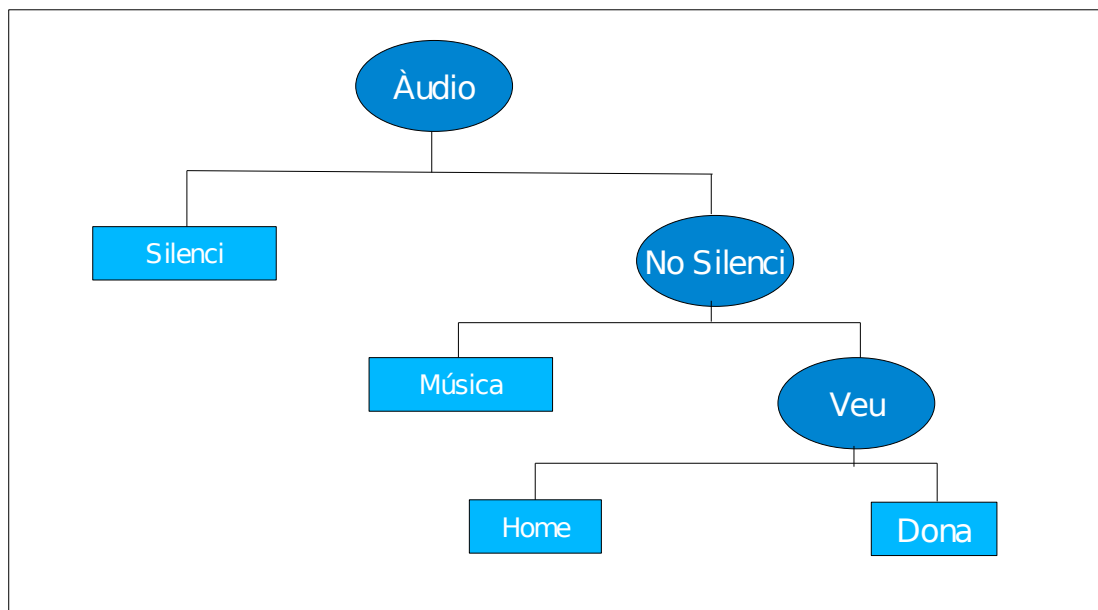 Àudio
Silenci
No Silenci
Música
Veu
Home
Dona